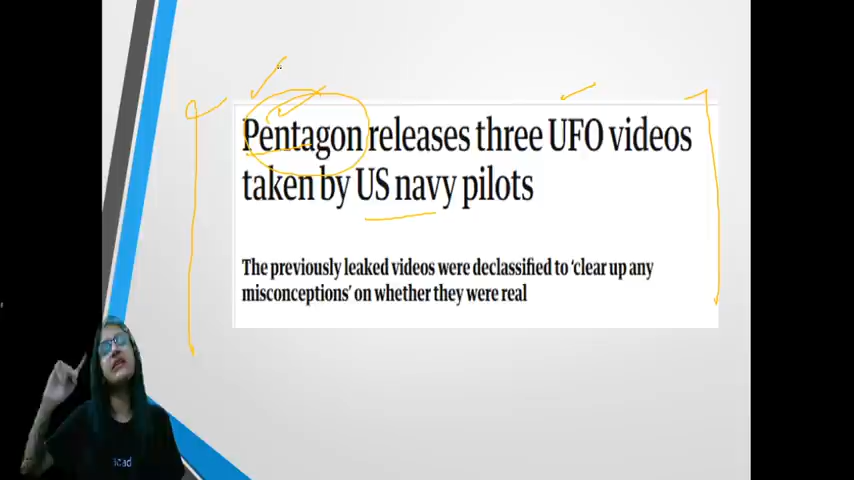 Pentagon releases three UFO videos
taken by US navy pilots
The previously leaked videos were declassified to ‘clear up any
misconceptions’ on whether they were real